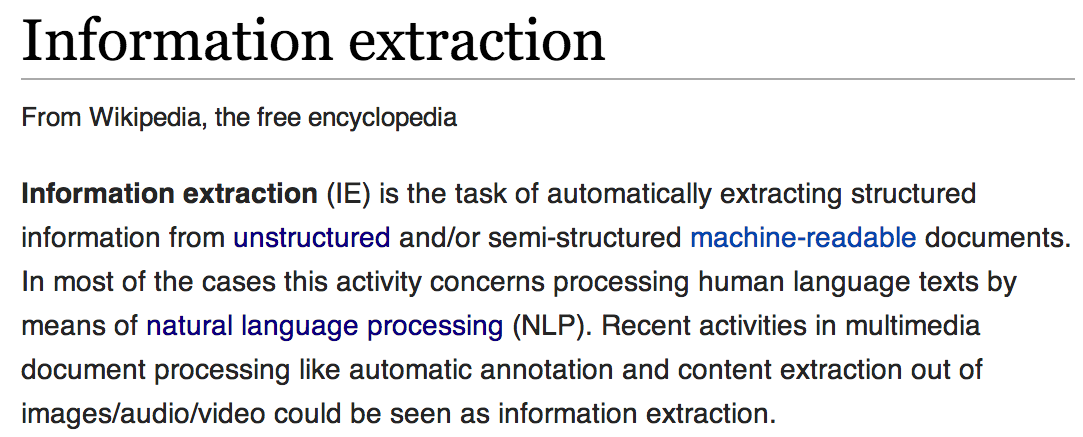 Information extraction
From Wikipedia, the free encyclopedia
Information extraction (IE) is the task of automatically extracting structured
information from unstructured and/or semi-structured machine-readable documents.
In most of the cases this activity concerns processing human language texts by
means of natural language processing (NLP). Recent activities in multimedia
document processing like automatic annotation and content extraction out of
images/audio/video could be seen as information extraction.